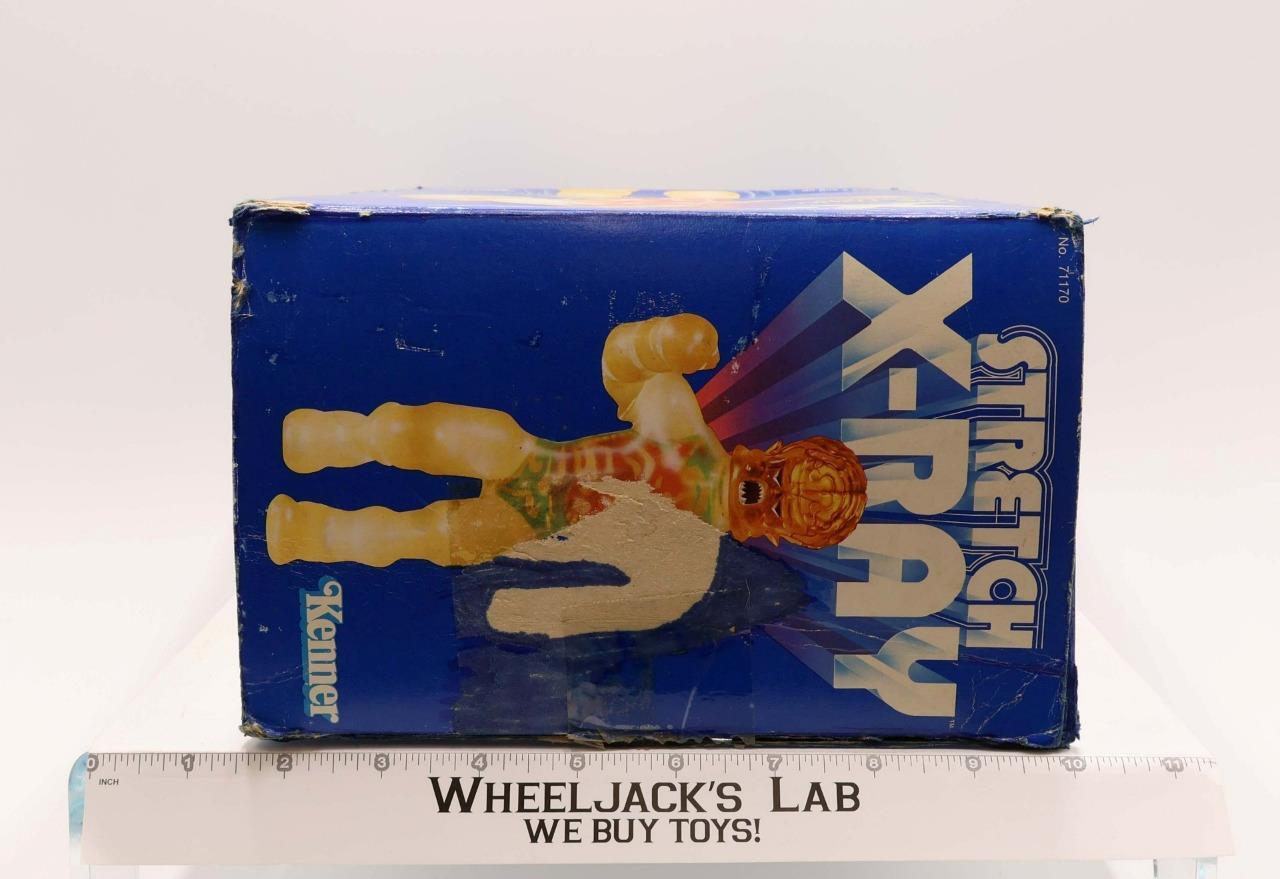 No. 71170
STRETCH
X-RAY
™
Kenner
0 1 2 3 4 5 6 7 8 9 10 11
INCH
WHEELJACK'S LAB
WE BUY TOYS!